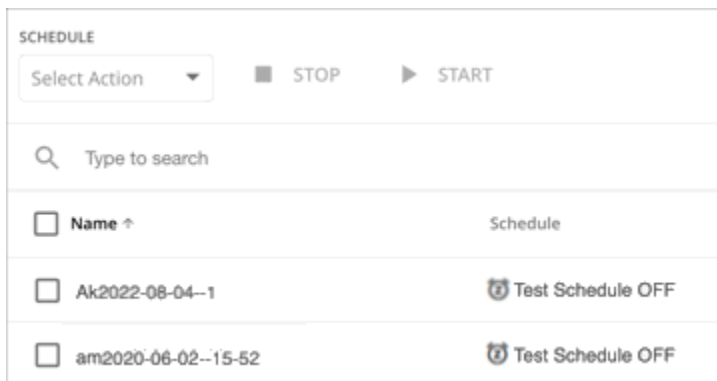 SCHEDULE
Select Action STOP START
Type to search
Name ↑ Schedule
Ak2022-08-04--1 Test Schedule OFF
am2020-06-02--15-52 Test Schedule OFF